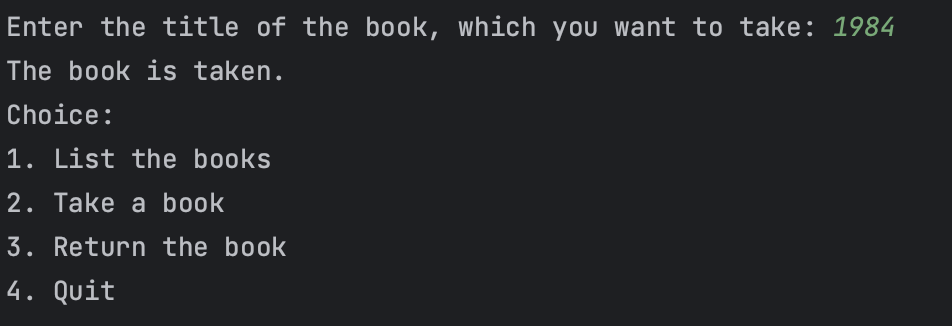 Enter the title of the book, which you want to take: 1984
The book is taken.
Choice:
1. List the books
2. Take a book
3. Return the book
4. Quit